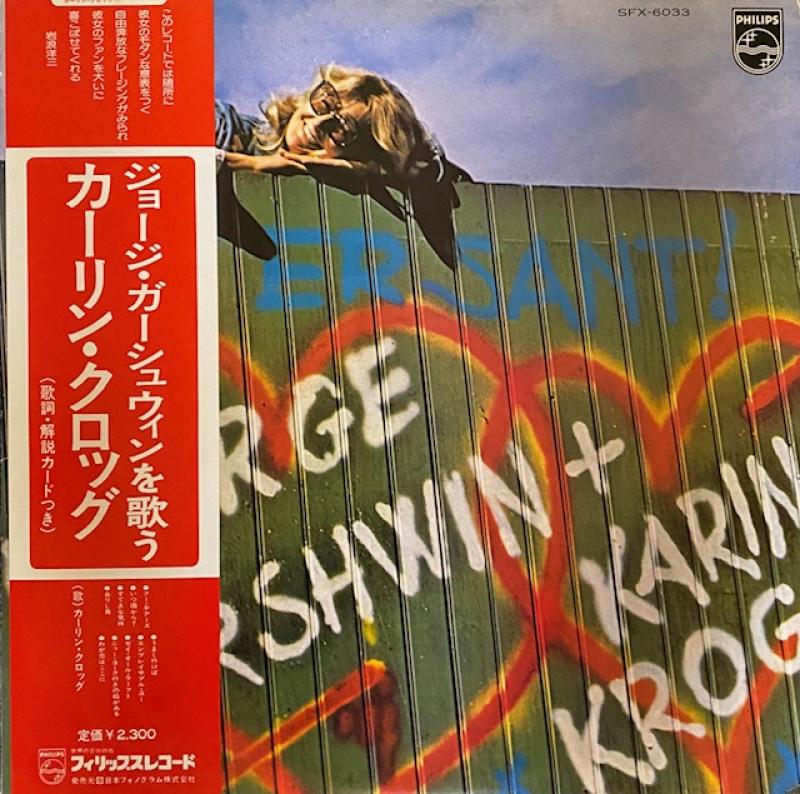 SFX-6033
PHILIPS
このレコードでは随所に
彼女のモダンな意表をつく
自由奔放なフレージングがみられ
彼女のファンを大いに
喜こばせてくれる
岩浪洋三
ジョージ・ガーシュウィンを歌う
カーリン・クロッグ
(歌詞・解説カードつき)
ER SANT!
RGE
RSHWIN +
KARIN
KROG
(歌)カーリン・クロッグ
定価¥2,300
PHILIPS
フィリップスレコード
発売元 日本フォノグラム株式会社